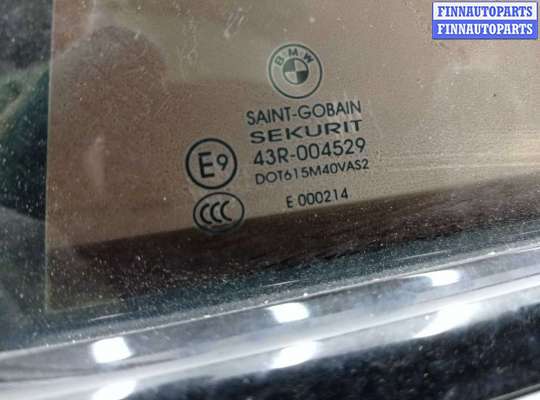 FINNAUTOPARTS
FINNAUTOPARTS
BMW
SAINT-GOBAIN
SEKURIT
E9
43R-004529
DOT615M40VAS2
CCC
E 000214